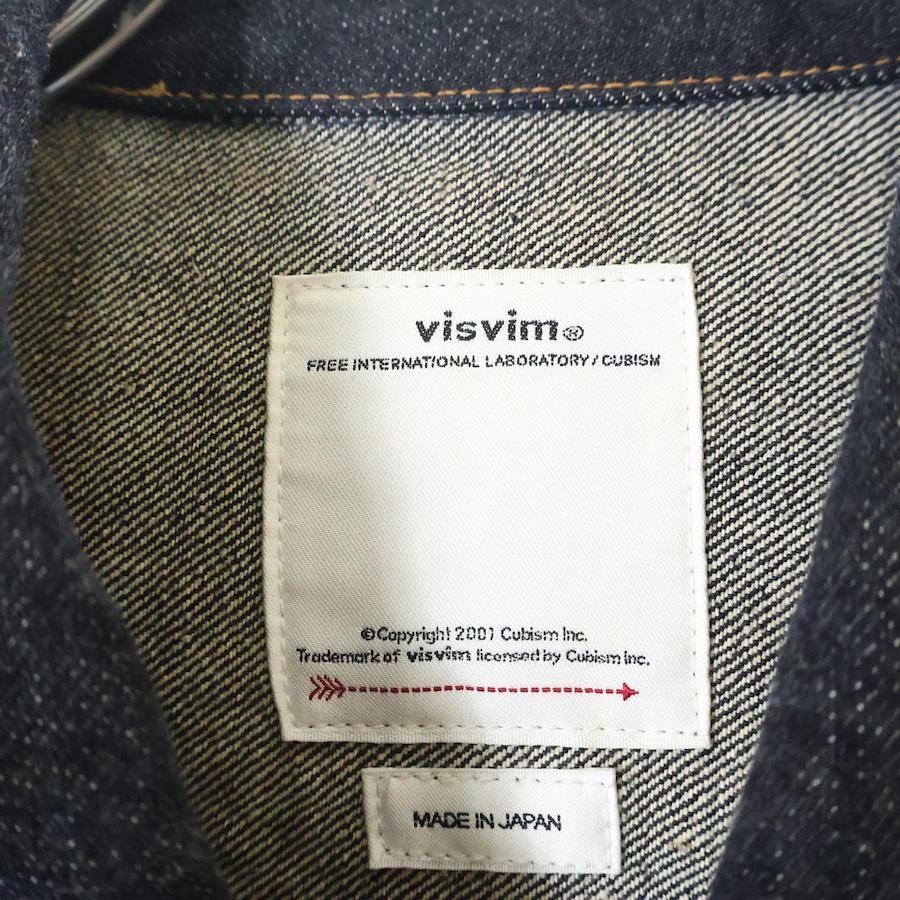 visvim®
FREE INTERNATIONAL LABORATORY / CUBISM
©Copyright 2001 Cubism Inc.
Trademark of visvim licensed by Cubism Inc.
MADE IN JAPAN